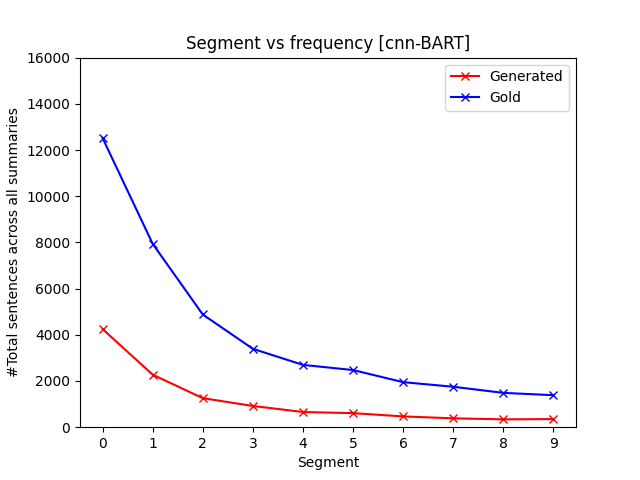 Segment vs frequency [cnn-BART]
Generated
Gold
#Total sentences across all summaries
16000
14000
12000
10000
8000
6000
4000
2000
0
0 1 2 3 4 5 6 7 8 9
Segment